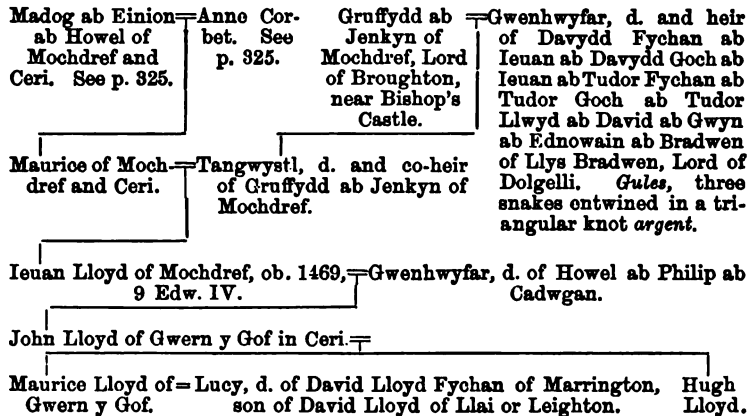 Madog ab Einion=Anne Cor-
ab Howel of bet. See
Mochdref and p. 325.
Ceri. See p. 325.
Gruffydd ab =Gwenhwyfar, d. and heir
Jenkyn of of Davydd Fychan ab
Mochdref, Lord Ieuan ab Davydd Goch ab
of Broughton, Ieuan ab Tudor Fychan ab
near Bishop's Tudor Goch ab Tudor
Castle. Llwyd ab David ab Gwyn
ab Ednowain ab Bradwen
of Llys Bradwen, Lord of
Dolgelli. Gules, three
snakes entwined in a tri-
angular knot argent.
Maurice of Moch-=Tangwystl, d. and co-heir
dref and Ceri. of Gruffydd ab Jenkyn of
Mochdref.
Ieuan Lloyd of Mochdref, ob. 1469,=Gwenhwyfar, d. of Howel ab Philip ab
9 Edw. IV. Cadwgan.
John Lloyd of Gwern y Gof in Ceri.=
Maurice Lloyd of=Lucy, d. of David Lloyd Fychan of Marrington, Hugh
Gwern y Gof. son of David Lloyd of Llai or Leighton. Lloyd.